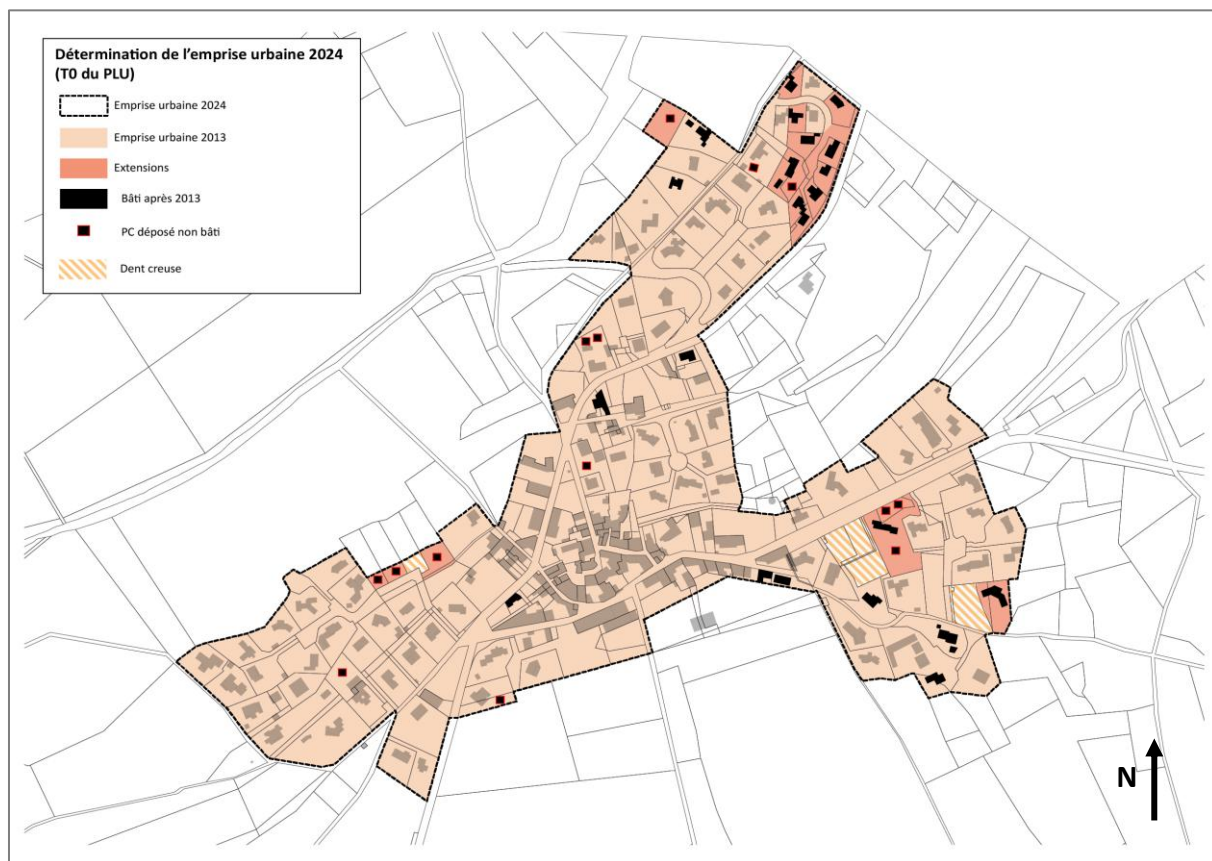 Détermination de l’emprise urbaine 2024
(T0 du PLU)
Emprise urbaine 2024
Emprise urbaine 2013
Extensions
Bâti après 2013
PC déposé non bâti
Dent creuse
N